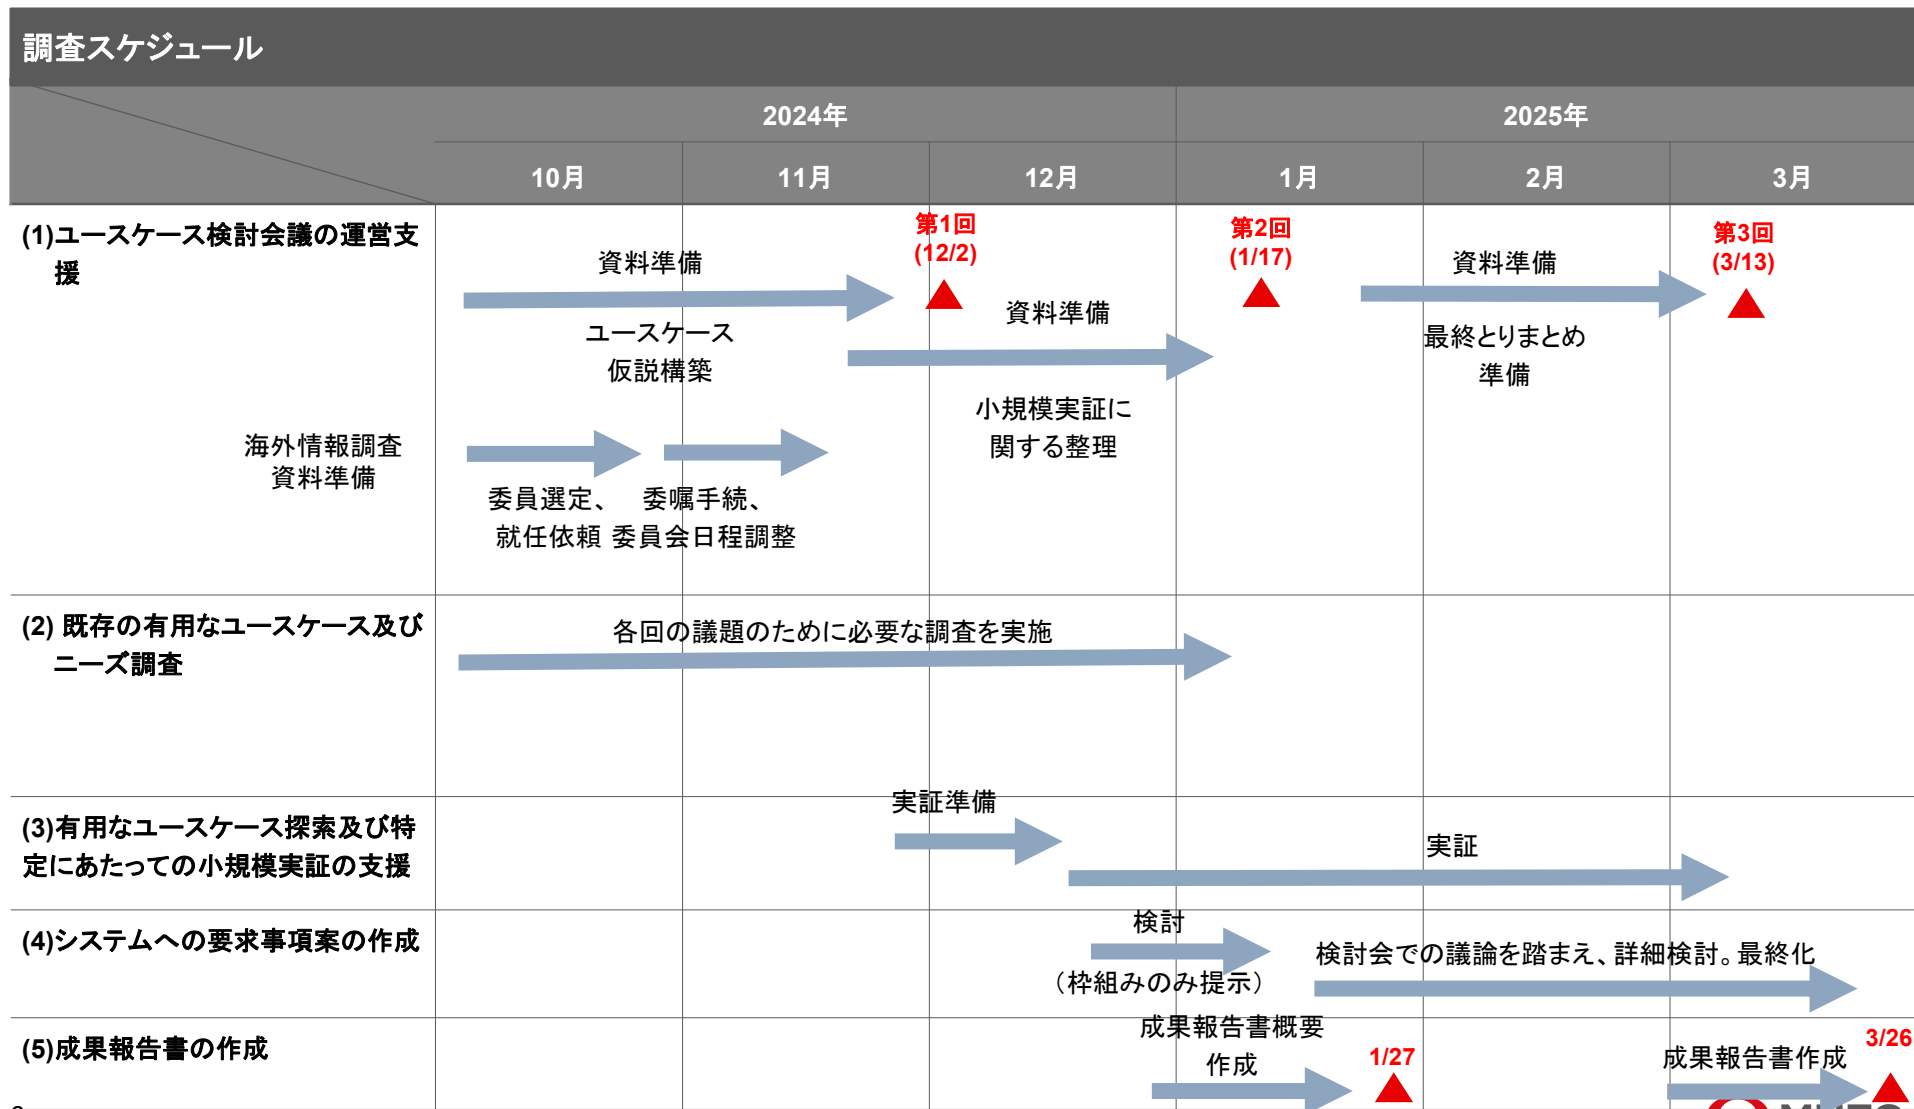 調査スケジュール
2024年
2025年
10月
11月
12月
1月
2月
3月
(1)ユースケース検討会議の運営支
援
海外情報調査
資料準備
資料準備
ユースケース
仮説構築
委員選定、
就任依頼
委嘱手続、
委員会日程調整
第1回
(12/2)
資料準備
小規模実証に
関する整理
第2回
(1/17)
資料準備
最終とりまとめ
準備
第3回
(3/13)
(2) 既存の有用なユースケース及び
ニーズ調査
各回の議題のために必要な調査を実施
(3)有用なユースケース探索及び特
定にあたっての小規模実証の支援
実証準備
実証
(4)システムへの要求事項案の作成
検討
（枠組みのみ提示）
検討会での議論を踏まえ、詳細検討。最終化
(5)成果報告書の作成
成果報告書概要
作成
1/27
成果報告書作成
3/26